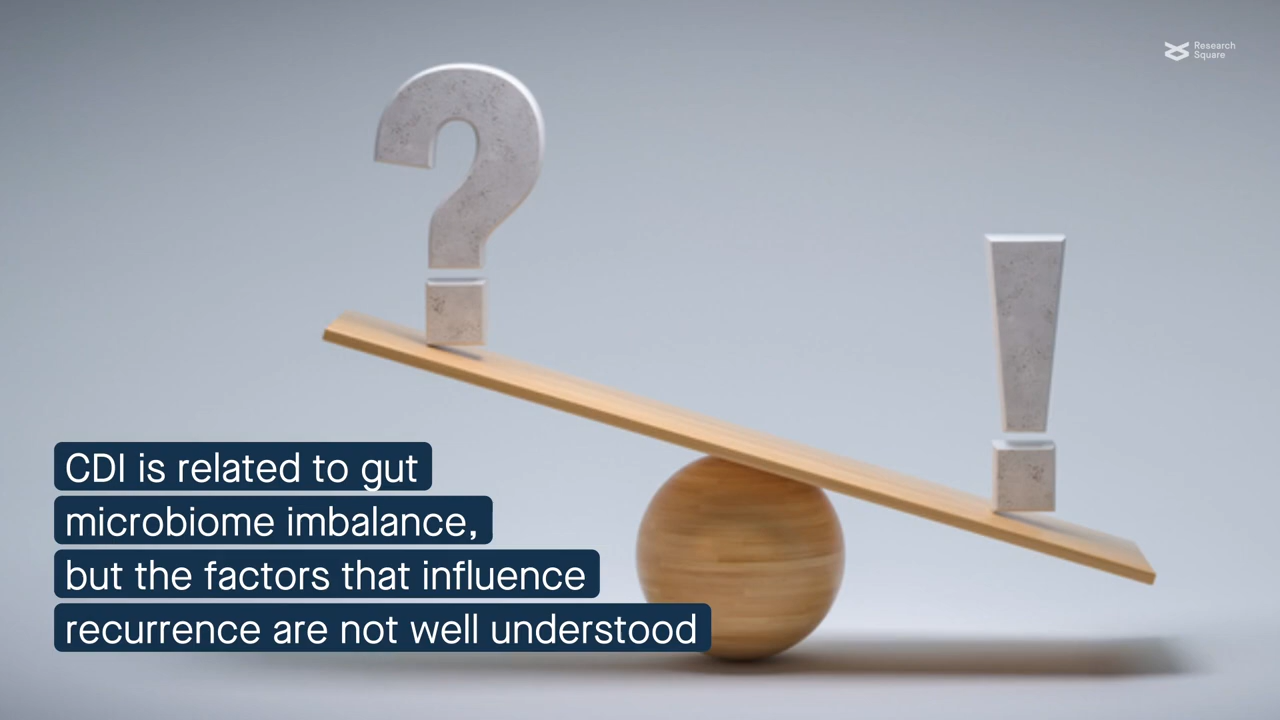 Research
Square
?
!
CDI is related to gut
microbiome imbalance,
but the factors that influence
recurrence are not well understood